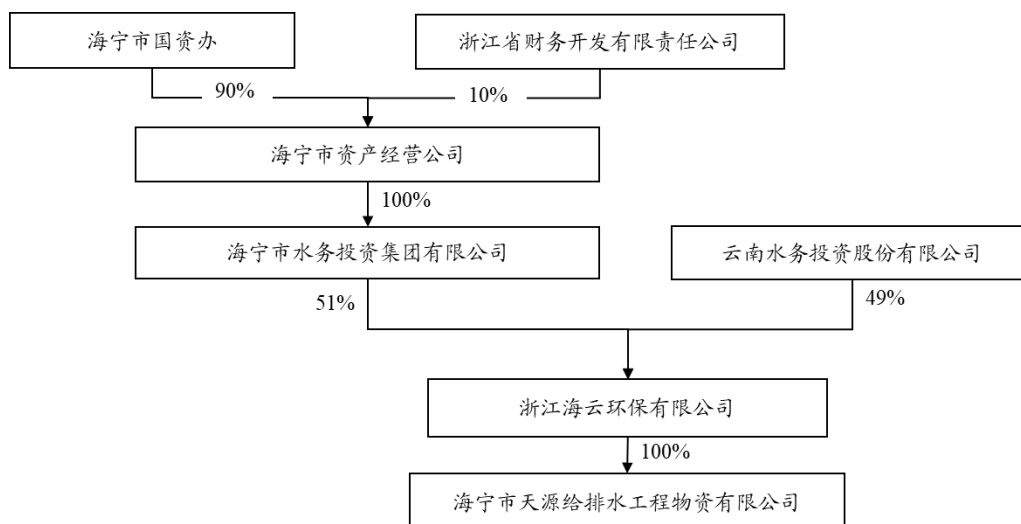 海宁市国资办
浙江省财务开发有限责任公司
90%
10%
海宁市资产经营公司
100%
海宁市水务投资集团有限公司
云南水务投资股份有限公司
51%
49%
浙江海云环保有限公司
100%
海宁市天源给排水工程物资有限公司